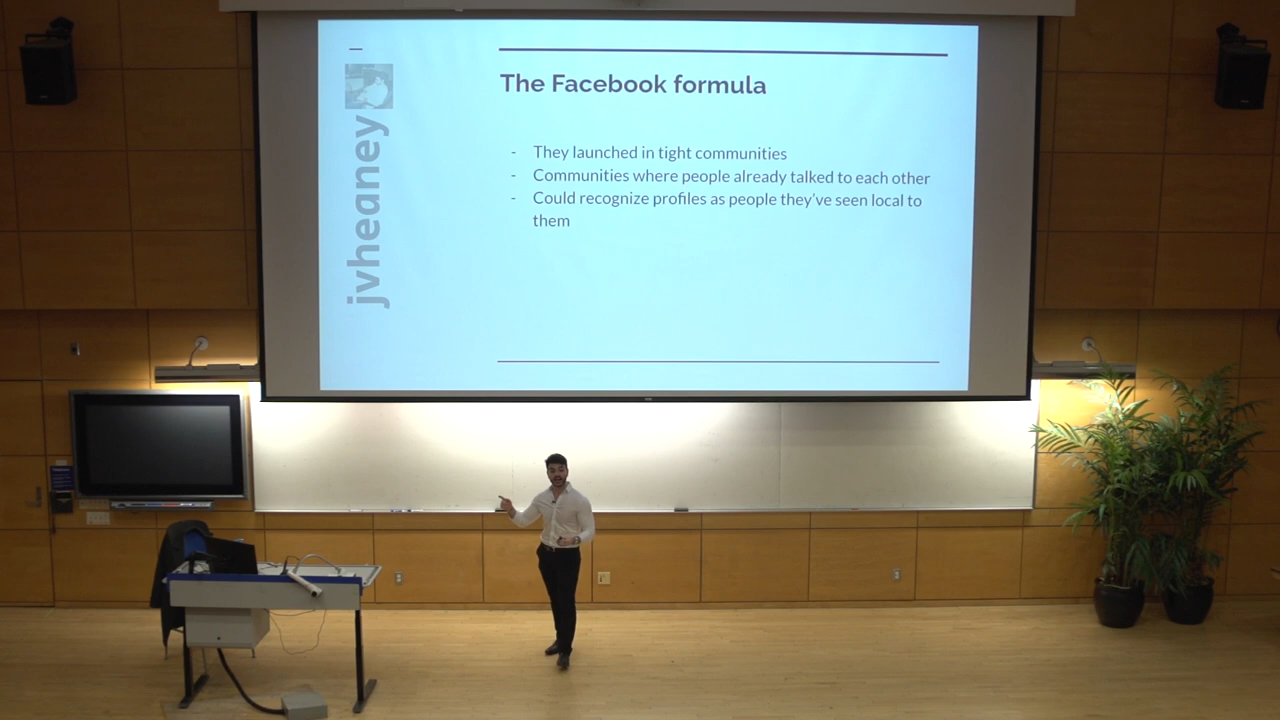 jvheaney
The Facebook formula
- They launched in tight communities
- Communities where people already talked to each other
- Could recognize profiles as people they've seen local to
them